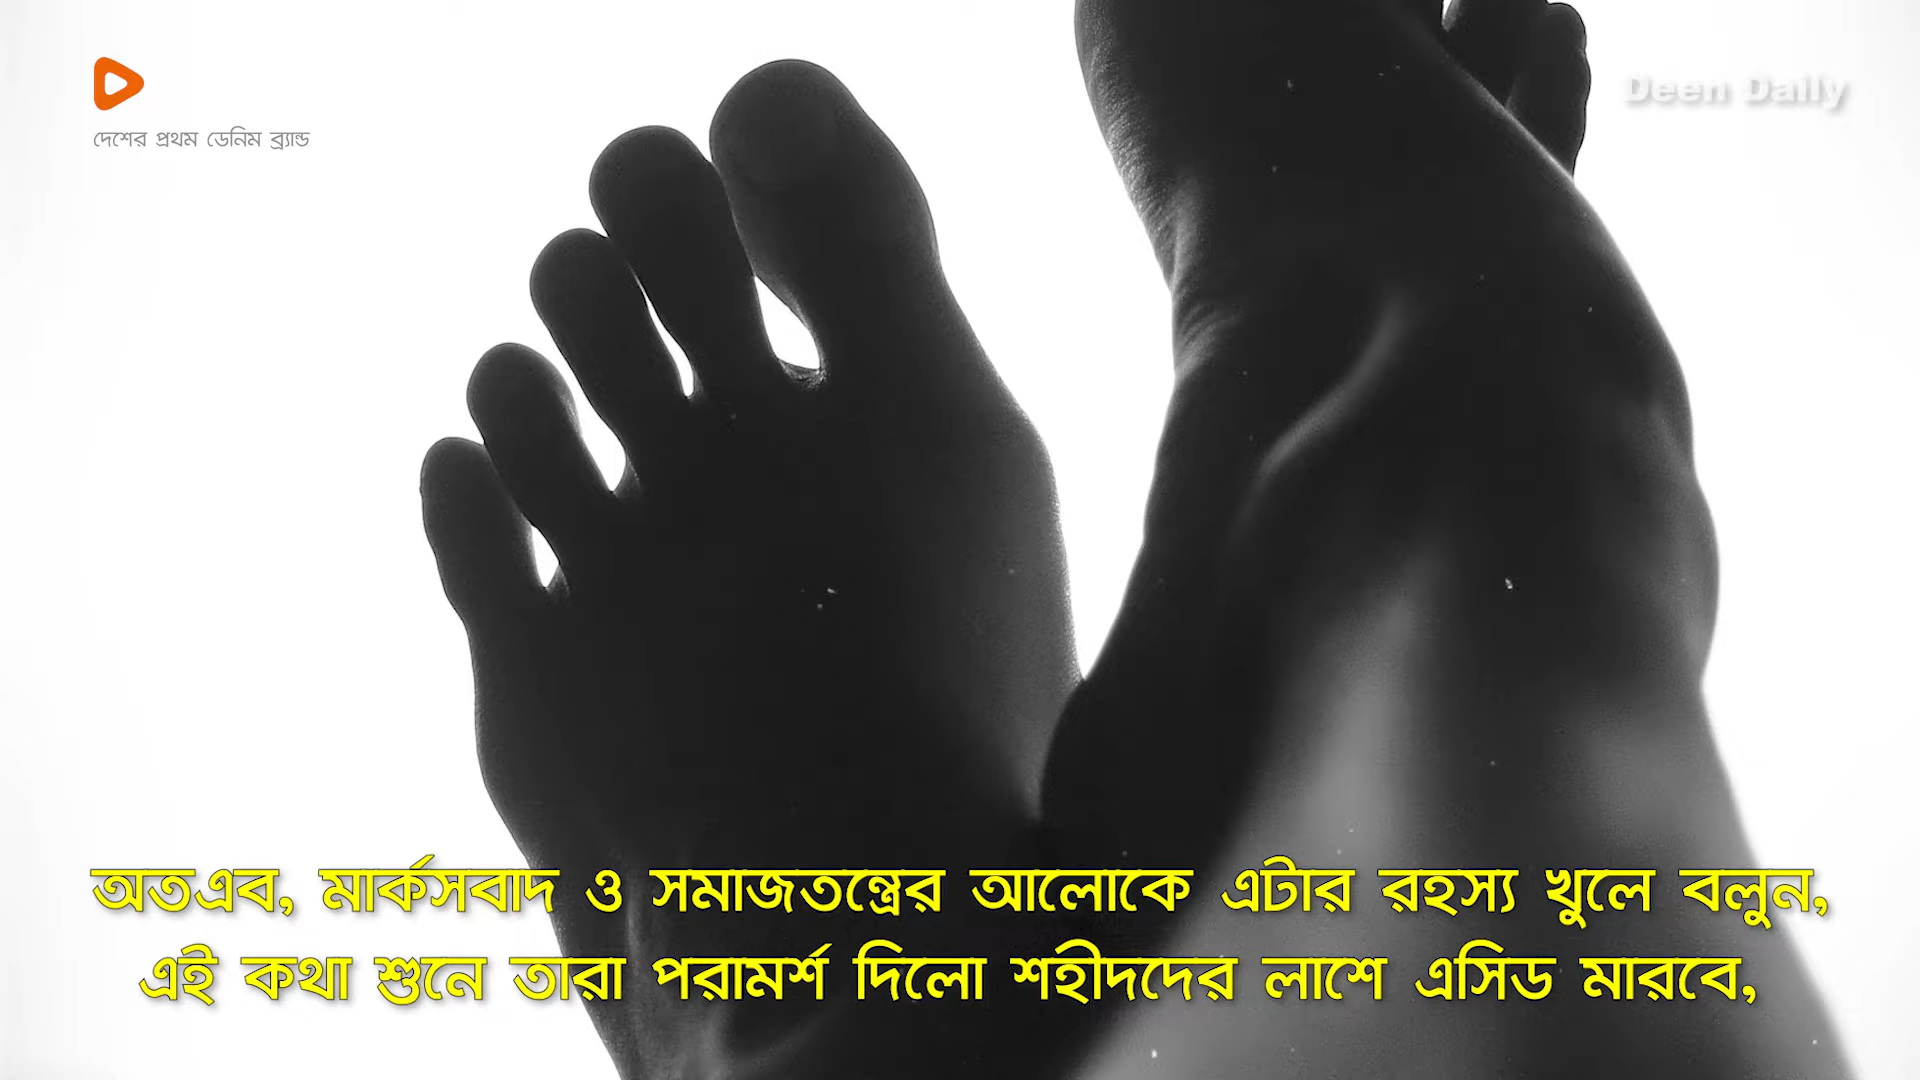 দেশের প্রথম ডেনিম ব্র্যান্ড
Deen Daily
অতএব, মার্কসবাদ ও সমাজতন্ত্রের আলোকে এটার রহস্য খুলে বলুন,
এই কথা শুনে তারা পরামর্শ দিলো শহীদদের লাশে এসিড মারবে,